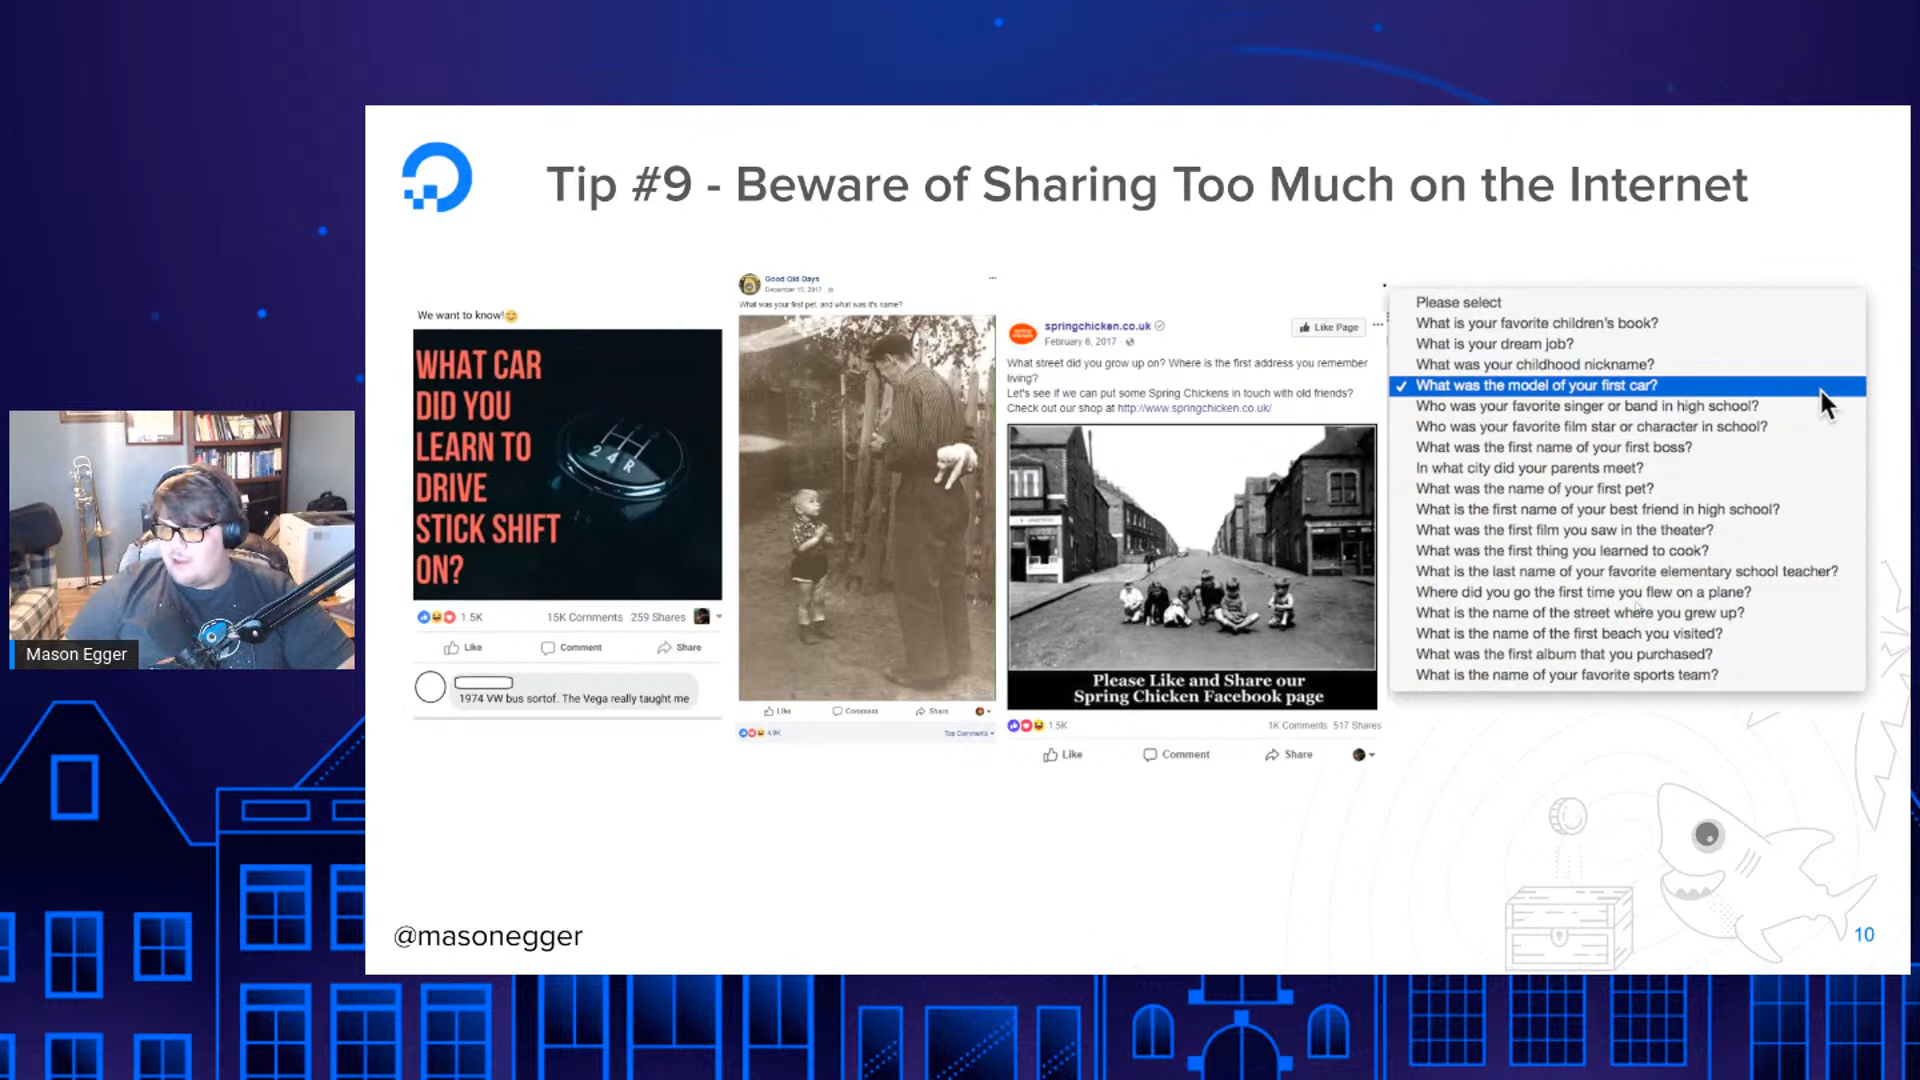 Tip #9 - Beware of Sharing Too Much on the Internet
We want to know!
WHAT CAR
DID YOU
LEARN TO
DRIVE
STICK SHIFT
ON?
2 4 R
1.5K
15K Comments 259 Shares
Like Comment Share
1974 VW bus sortof. The Vega really taught me
Good Old Days
December 15, 2017
What was your first pet, and what was it's name?
Like Comment Share
4.9K
Top Comments
springchicken.co.uk
February 6, 2017
Like Page
What street did you grow up on? Where is the first address you remember
living?
Let's see if we can put some Spring Chickens in touch with old friends?
Check out our shop at http://www.springchicken.co.uk/
Please Like and Share our
Spring Chicken Facebook page
1.5K
1K Comments 517 Shares
Like Comment Share
Please select
What is your favorite children's book?
What is your dream job?
What was your childhood nickname?
What was the model of your first car?
Who was your favorite singer or band in high school?
Who was your favorite film star or character in school?
What was the first name of your first boss?
In what city did your parents meet?
What was the name of your first pet?
What is the first name of your best friend in high school?
What was the first film you saw in the theater?
What was the first thing you learned to cook?
What is the last name of your favorite elementary school teacher?
Where did you go the first time you flew on a plane?
What is the name of the street where you grew up?
What is the name of the first beach you visited?
What was the first album that you purchased?
What is the name of your favorite sports team?
Mason Egger
@masonegger
10